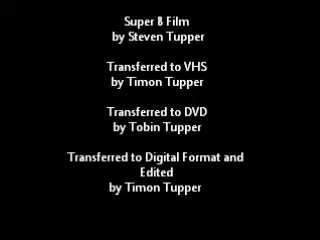 Super 8 Film
by Steven Tupper
Transferred to VHS
by Timon Tupper
Transferred to DVD
by Tobin Tupper
Transferred to Digital Format and
Edited
by Timon Tupper